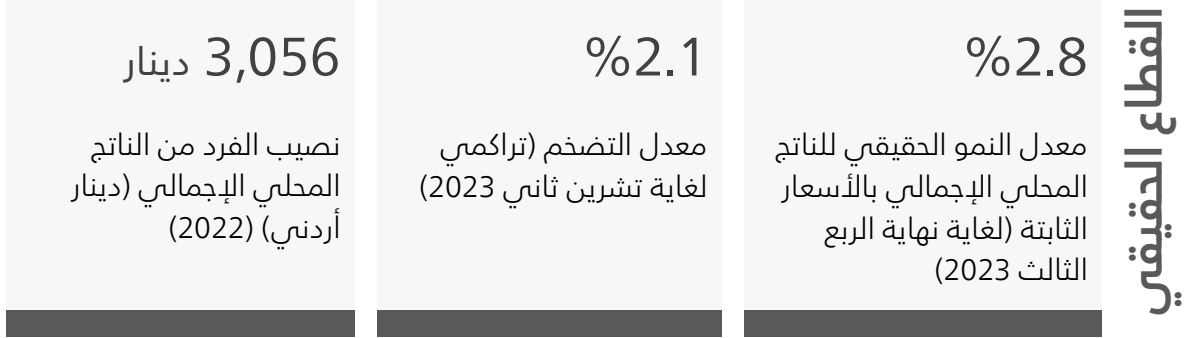 القطاع الحقيقي
%2.8
معدل النمو الحقيقي للناتج
المحلي الإجمالي بالأسعار
الثابتة (لغاية نهاية الربع
الثالث 2023)
%2.1
معدل التضخم (تراكمي
لغاية تشرين ثاني 2023)
3,056 دينار
نصيب الفرد من الناتج
المحلي الإجمالي (دينار
أردني) (2022)